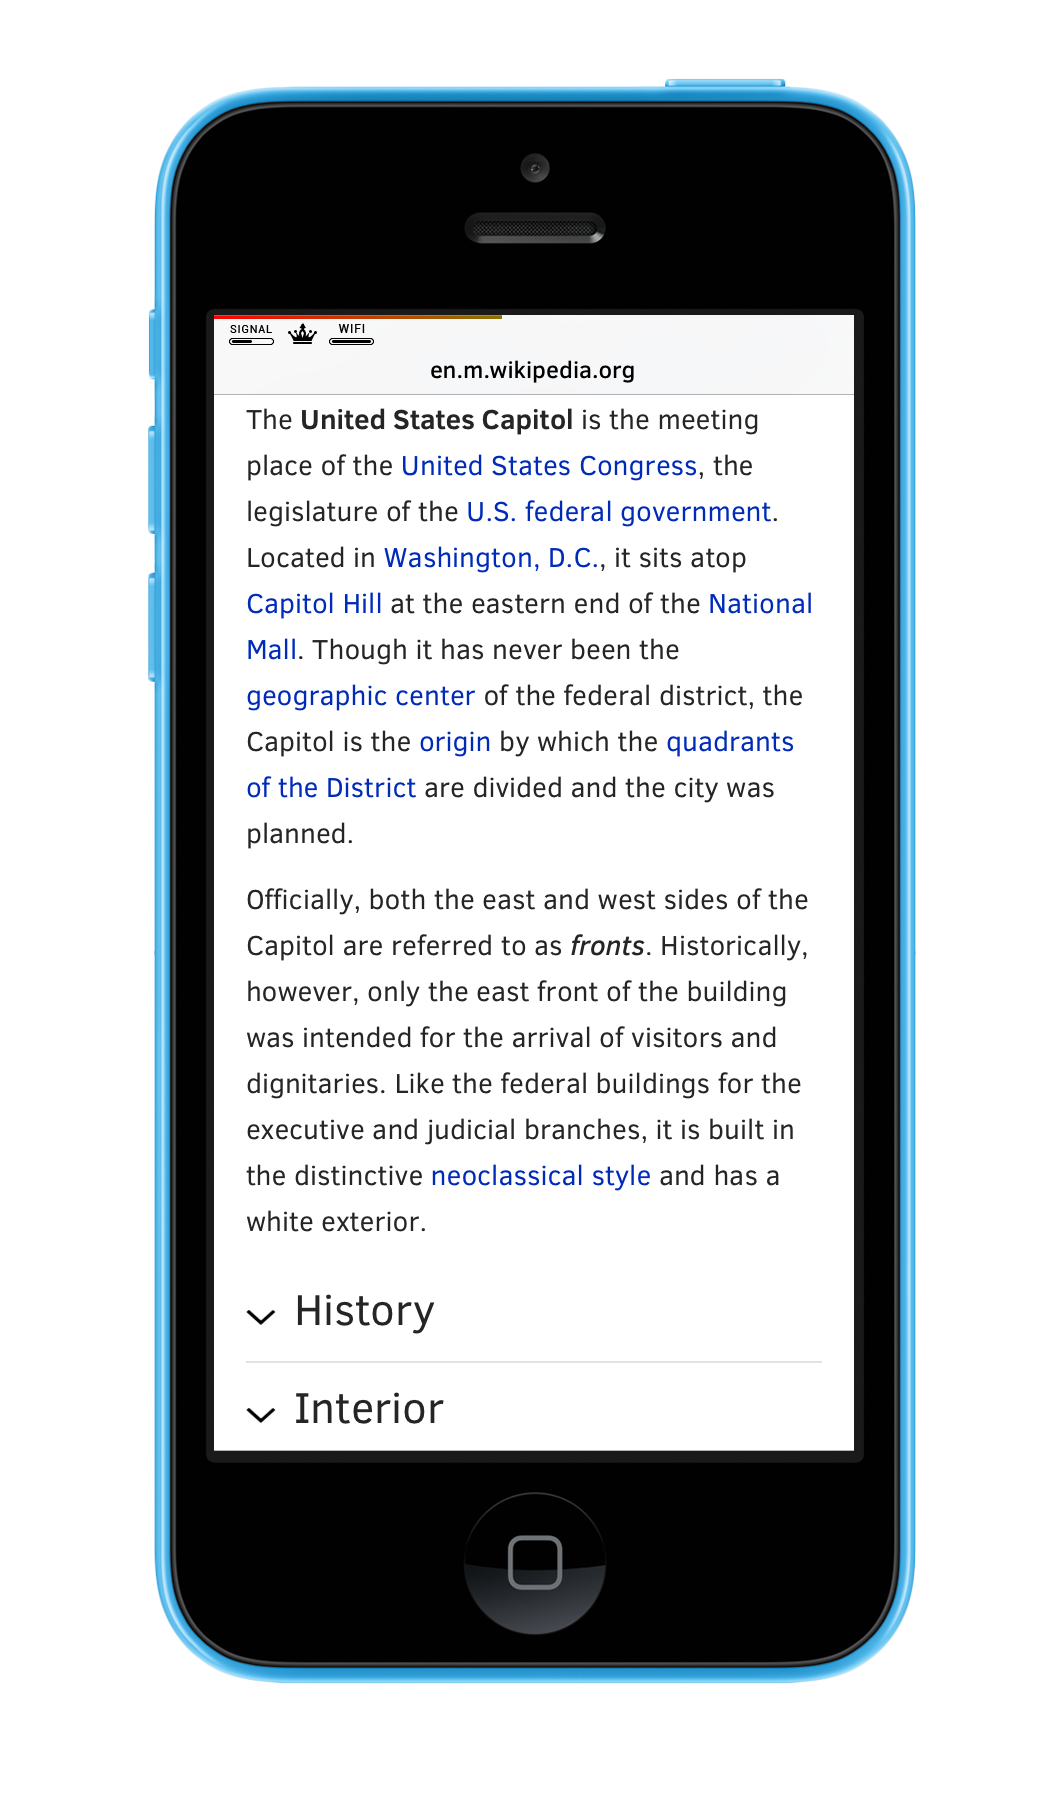 SIGNAL WIFI
en.m.wikipedia.org
The United States Capitol is the meeting
place of the United States Congress, the
legislature of the U.S. federal government.
Located in Washington, D.C., it sits atop
Capitol Hill at the eastern end of the National
Mall. Though it has never been the
geographic center of the federal district, the
Capitol is the origin by which the quadrants
of the District are divided and the city was
planned.
Officially, both the east and west sides of the
Capitol are referred to as fronts. Historically,
however, only the east front of the building
was intended for the arrival of visitors and
dignitaries. Like the federal buildings for the
executive and judicial branches, it is built in
the distinctive neoclassical style and has a
white exterior.
History
Interior